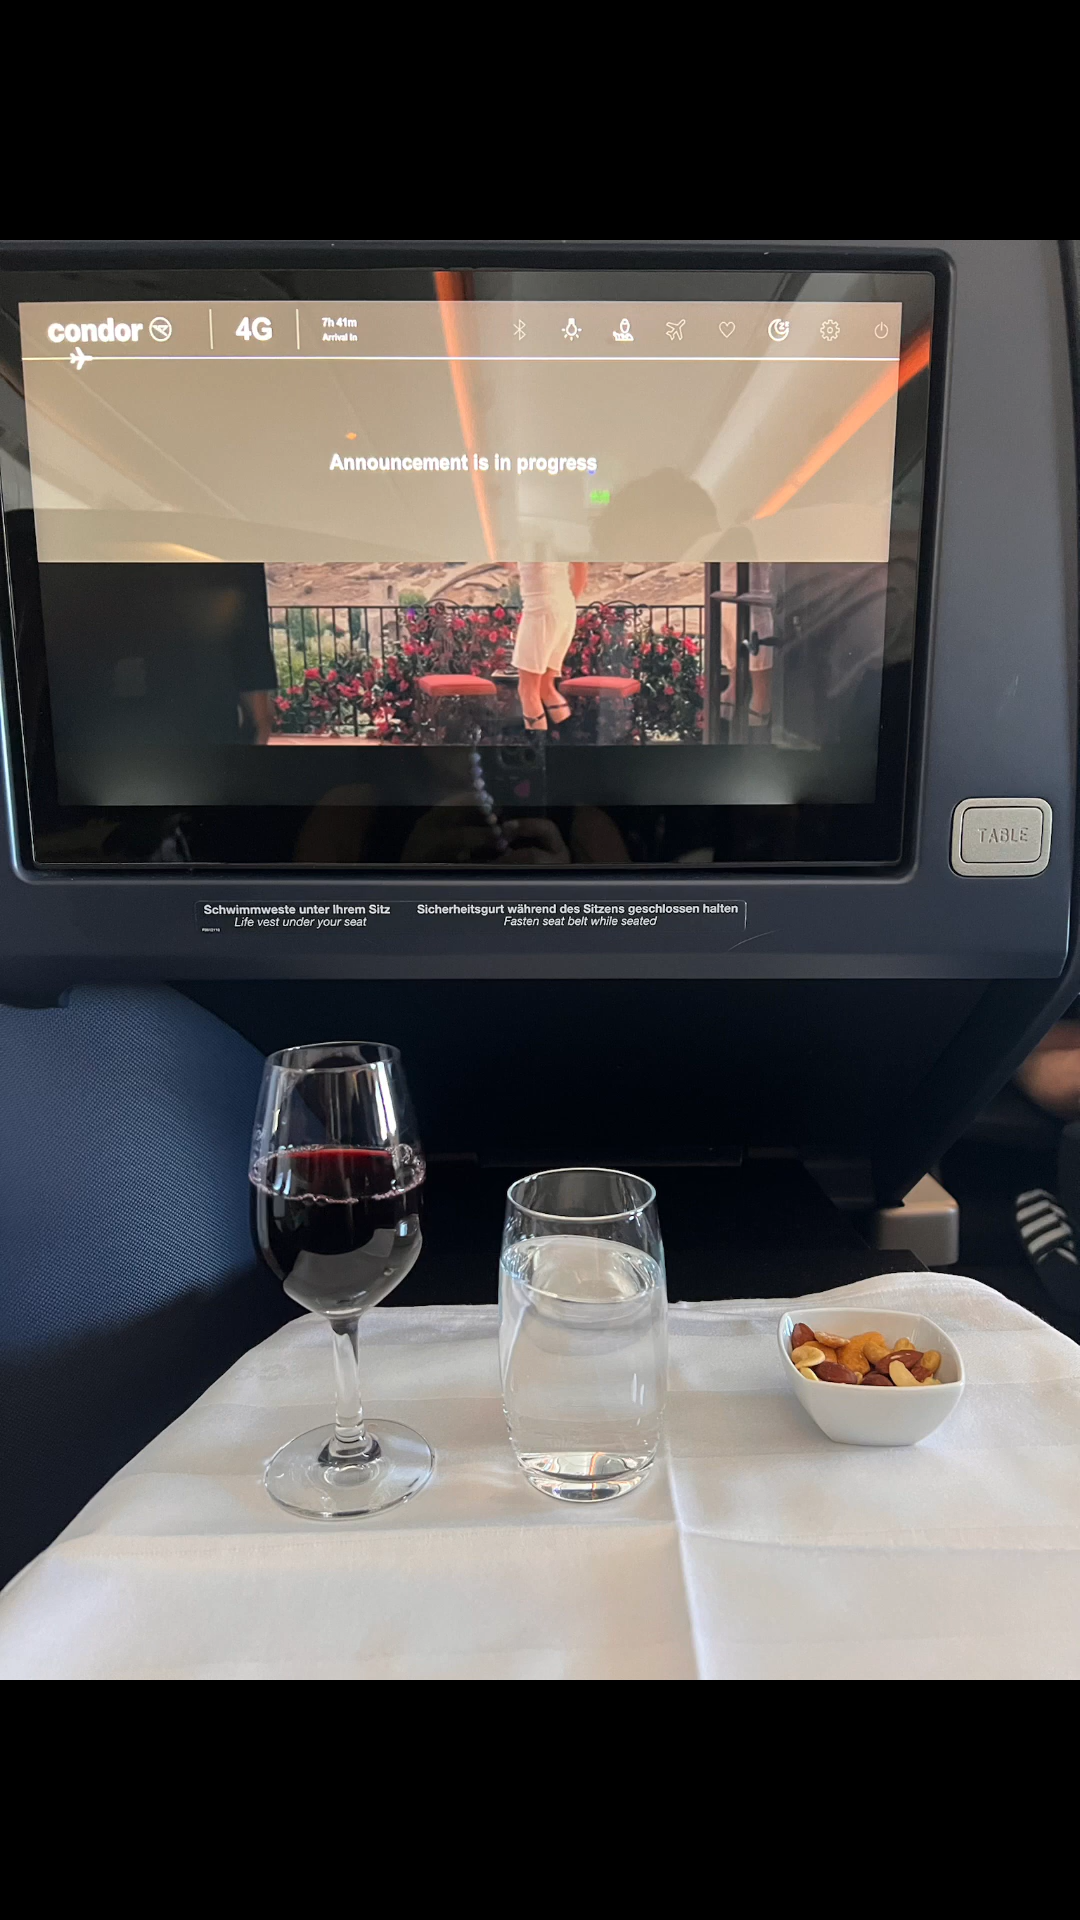 condor
4G
7h 41m
Arrival in
Announcement is in progress
TABLE
Schwimmweste unter Ihrem Sitz
Life vest under your seat
Sicherheitsgurt während des Sitzens geschlossen halten
Fasten seat belt while seated